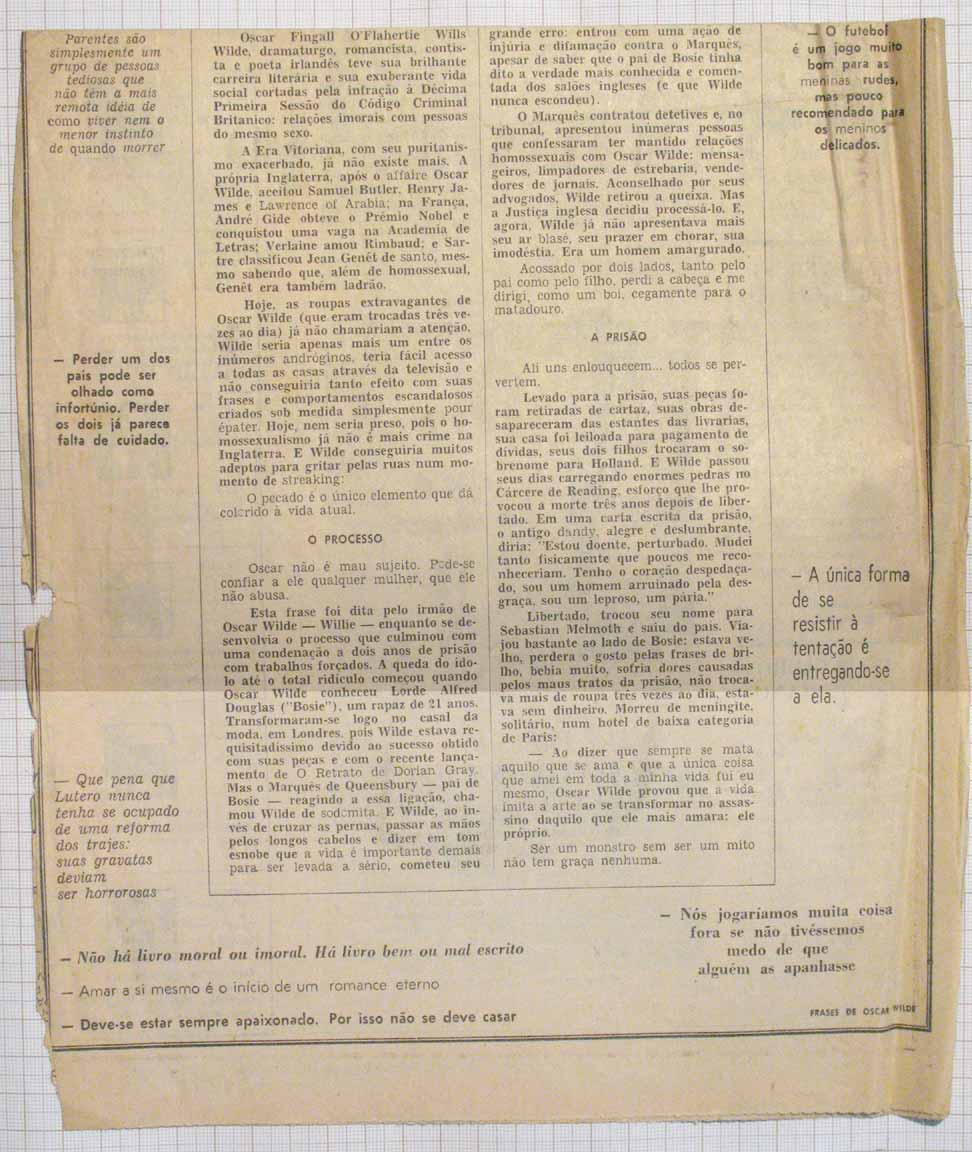 Parentes são
simplesmente um
grupo de pessoas
tediosas que
não têm a mais
remota idéia de
como viver nem o
menor instinto
de quando morrer
— Perder um dos
pais pode ser
olhado como
infortúnio. Perder
os dois já parece
falta de cuidado.
— Que pena que
Lutero nunca
tenha se ocupado
de uma reforma
dos trajes:
suas gravatas
deviam
ser horrorosas
Oscar Fingall O'Flahertie Wills
Wilde, dramaturgo, romancista, contis-
ta e poeta irlandês teve sua brilhante
carreira literária e sua exuberante vida
social cortadas pela infração à Décima
Primeira Sessão do Código Criminal
Britanico: relações imorais com pessoas
do mesmo sexo.
A Era Vitoriana, com seu puritanis-
mo exacerbado, já não existe mais. A
própria Inglaterra, após o affaire Oscar
Wilde, aceitou Samuel Butler, Henry Ja-
mes e Lawrence of Arabia; na França,
André Gide obteve o Prêmio Nobel e
conquistou uma vaga na Academia de
Letras; Verlaine amou Rimbaud; e Sar-
tre classificou Jean Genêt de santo, mes-
mo sabendo que, além de homossexual,
Genêt era também ladrão.
Hoje, as roupas extravagantes de
Oscar Wilde (que eram trocadas três ve-
zes ao dia) já não chamariam a atenção.
Wilde seria apenas mais um entre os
inúmeros andróginos, teria fácil acesso
a todas as casas através da televisão e
não conseguiria tanto efeito com suas
frases e comportamentos escandalosos
criados sob medida simplesmente pour
épater. Hoje, nem seria preso, pois o ho-
mossexualismo já não é mais crime na
Inglaterra. E Wilde conseguiria muitos
adeptos para gritar pelas ruas num mo-
mento de streaking:
O pecado é o único elemento que dá
colorido à vida atual.
O PROCESSO
Oscar não é mau sujeito. Pode-se
confiar a ele qualquer mulher, que ele
não abusa.
Esta frase foi dita pelo irmão de
Oscar Wilde — Willie — enquanto se de-
senvolvia o processo que culminou com
uma condenação a dois anos de prisão
com trabalhos forçados. A queda do ído-
lo até o total ridículo começou quando
Oscar Wilde conheceu Lorde Alfred
Douglas ("Bosie"), um rapaz de 21 anos.
Transformaram-se logo no casal da
moda, em Londres, pois Wilde estava re-
quisitadíssimo devido ao sucesso obtido
com suas peças e com o recente lança-
mento de O Retrato de Dorian Gray.
Mas o Marquês de Queensbury — pai de
Bosie — reagindo a essa ligação, cha-
mou Wilde de sodomita. E Wilde, ao in-
vés de cruzar as pernas, passar as mãos
pelos longos cabelos e dizer em tom
esnobe que a vida é importante demais
para ser levada a sério, cometeu seu
grande erro: entrou com uma ação de
injúria e difamação contra o Marquês,
apesar de saber que o pai de Bosie tinha
dito a verdade mais conhecida e comen-
tada dos salões ingleses (e que Wilde
nunca escondeu).
O Marquês contratou detetives e, no
tribunal, apresentou inúmeras pessoas
que confessaram ter mantido relações
homossexuais com Oscar Wilde: mensa-
geiros, limpadores de estrebaria, vende-
dores de jornais. Aconselhado por seus
advogados, Wilde retirou a queixa. Mas
a Justiça inglesa decidiu processá-lo. E,
agora, Wilde já não apresentava mais
seu ar blasé, seu prazer em chorar, sua
imodéstia. Era um homem amargurado.
Acossado por dois lados, tanto pelo
pai como pelo filho, perdi a cabeça e me
dirigi, como um boi, cegamente para o
matadouro.
A PRISÃO
Ali uns enlouquecem... todos se per-
vertem.
Levado para a prisão, suas peças fo-
ram retiradas de cartaz, suas obras de-
sapareceram das estantes das livrarias,
sua casa foi leiloada para pagamento de
dívidas, seus dois filhos trocaram o so-
brenome para Holland. E Wilde passou
seus dias carregando enormes pedras no
Cárcere de Reading, esforço que lhe pro-
vocou a morte três anos depois de liber-
tado. Em uma carta escrita da prisão,
o antigo dandy, alegre e deslumbrante,
diria: "Estou doente, perturbado. Mudei
tanto fisicamente que poucos me reco-
nheceriam. Tenho o coração despedaça-
do, sou um homem arruinado pela des-
graça, sou um leproso, um pária."
Libertado, trocou seu nome para
Sebastian Melmoth e saiu do país. Via-
jou bastante ao lado de Bosie: estava ve-
lho, perdera o gosto pelas frases de bri-
lho, bebia muito, sofria dores causadas
pelos maus tratos da prisão, não troca-
va mais de roupa três vezes ao dia, esta-
va sem dinheiro. Morreu de meningite,
solitário, num hotel de baixa categoria
de Paris:
— Ao dizer que sempre se mata
aquilo que se ama e que a única coisa
que amei em toda a minha vida fui eu
mesmo, Oscar Wilde provou que a vida
imita a arte ao se transformar no assas-
sino daquilo que ele mais amara: ele
próprio.
Ser um monstro sem ser um mito
não tem graça nenhuma.
— O futebol
é um jogo muito
bom para as
meninas rudes,
mas pouco
recomendado para
os meninos
delicados.
— A única forma
de se
resistir à
tentação é
entregando-se
a ela.
— Nós jogaríamos muita coisa
fora se não tivéssemos
medo de que
alguém as apanhasse
— Não há livro moral ou imoral. Há livro bem ou mal escrito
— Amar a si mesmo é o início de um romance eterno
— Deve-se estar sempre apaixonado. Por isso não se deve casar
FRASES DE OSCAR WILDE